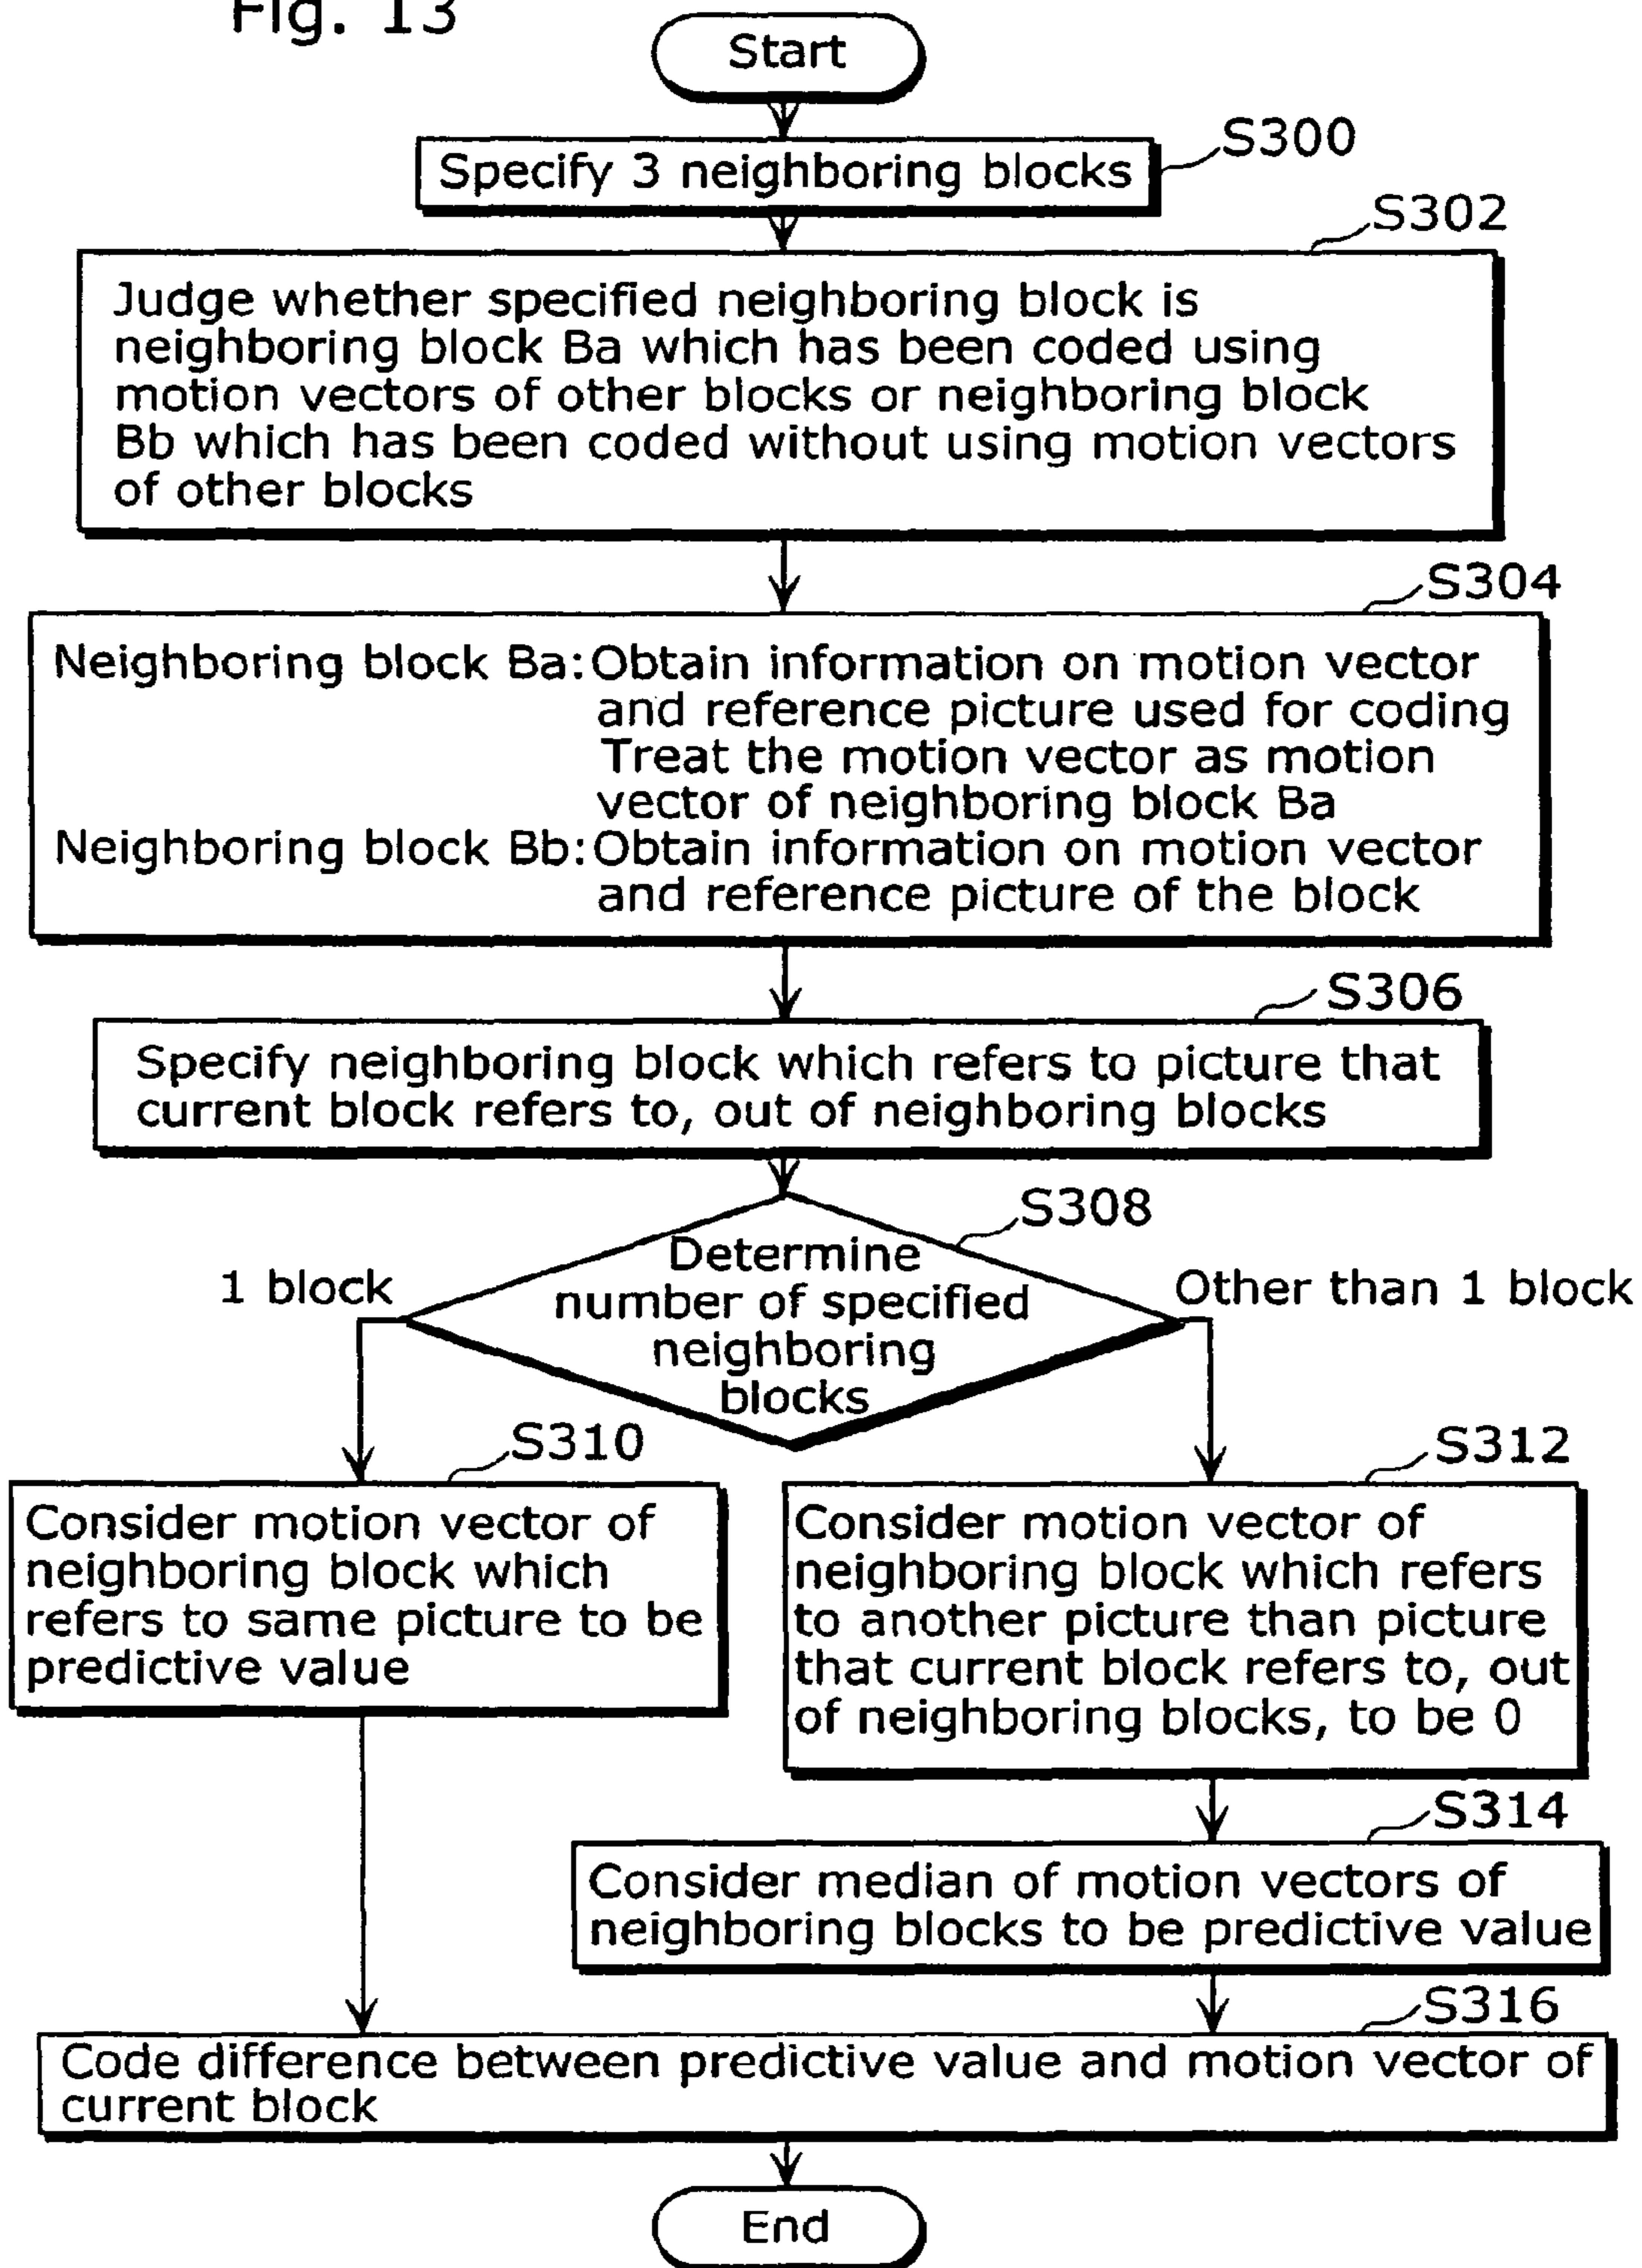 Fig. 13
Start
S300
Specify 3 neighboring blocks
S302
Judge whether specified neighboring block is
neighboring block Ba which has been coded using
motion vectors of other blocks or neighboring block
Bb which has been coded without using motion vectors
of other blocks
S304
Neighboring block Ba: Obtain information on motion vector
and reference picture used for coding
Treat the motion vector as motion
vector of neighboring block Ba
Neighboring block Bb: Obtain information on motion vector
and reference picture of the block
S306
Specify neighboring block which refers to picture that
current block refers to, out of neighboring blocks
S308
Determine
number of specified
neighboring
blocks
1 block
Other than 1 block
S310
Consider motion vector of
neighboring block which
refers to same picture to be
predictive value
S312
Consider motion vector of
neighboring block which refers
to another picture than picture
that current block refers to, out
of neighboring blocks, to be 0
S314
Consider median of motion vectors of
neighboring blocks to be predictive value
S316
Code difference between predictive value and motion vector of
current block
End